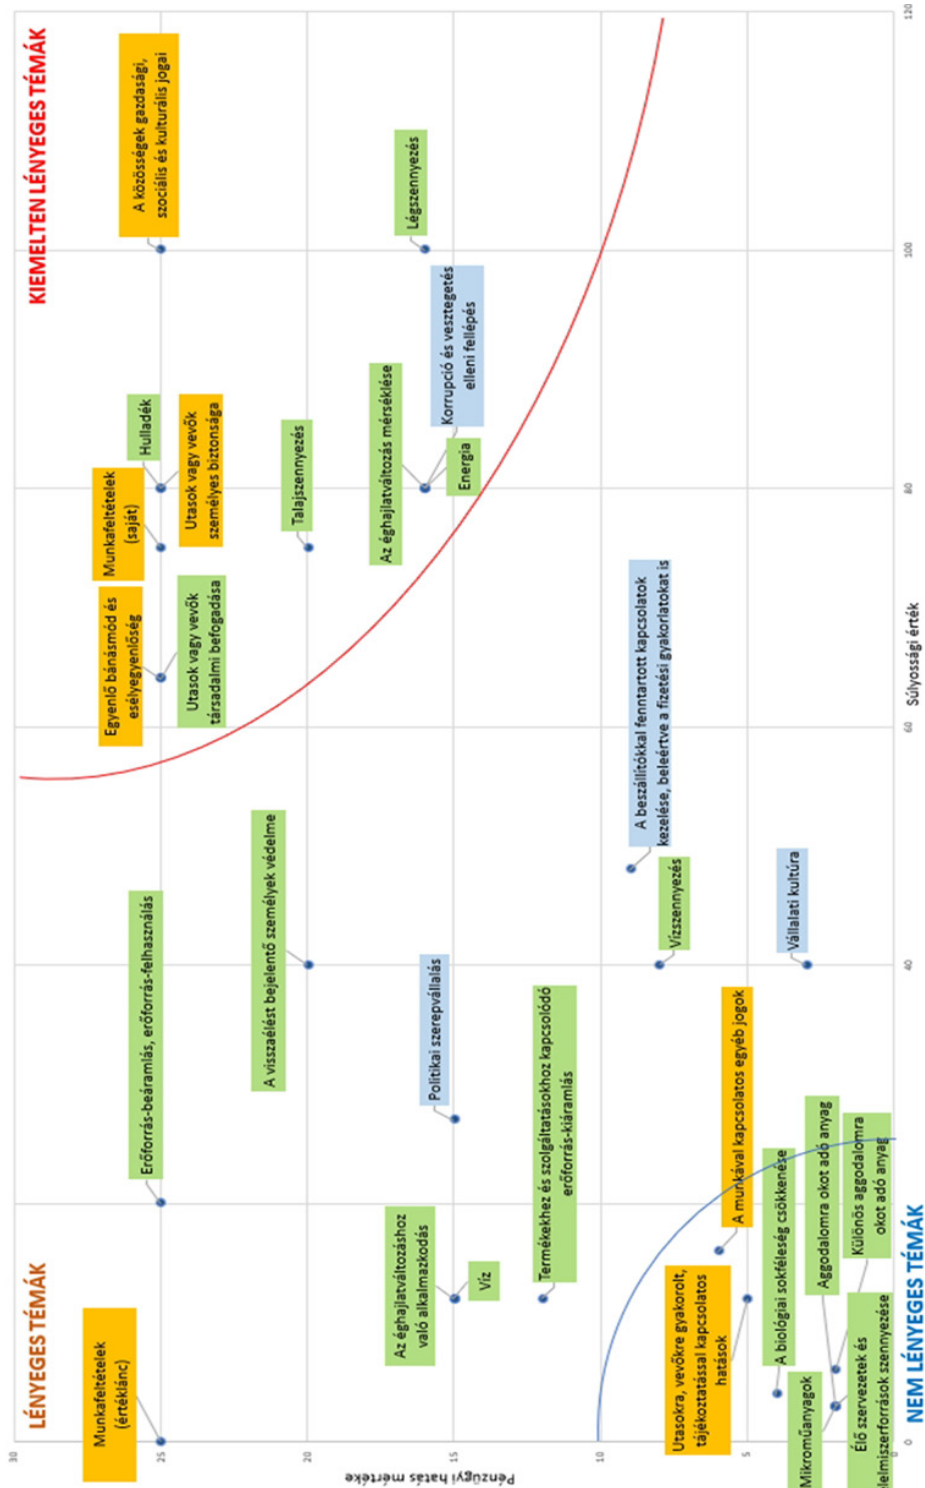 LÉNYEGES TÉMÁK
KIEMELTEN LÉNYEGES TÉMÁK
Munkafeltételek
(értéklánc)
Erőforrás-beáramlás, erőforrás-felhasználás
Egyenlő bánásmód és
esélyegyenlőség
Munkafeltételek
(saját)
Hulladék
A közösségek gazdasági,
szociális és kulturális jogai
Utasok vagy vevők
társadalmi befogadása
Utasok vagy vevők
személyes biztonsága
A visszaélést bejelentő személyek védelme
Talajszennyezés
Az éghajlatváltozáshoz
való alkalmazkodás
Víz
Politikai szerepvállalás
Az éghajlatváltozás mérséklése
Légszennyezés
Korrupció és vesztegetés
elleni fellépés
Energia
Termékekhez és szolgáltatásokhoz kapcsolódó
erőforrás-kiáramlás
A beszállítókkal fenntartott kapcsolatok
kezelése, beleértve a fizetési gyakorlatokat is
Vízszennyezés
Vállalati kultúra
Utasokra, vevőkre gyakorolt,
tájékoztatással kapcsolatos
hatások
A munkával kapcsolatos egyéb jogok
A biológiai sokféleség csökkenése
Mikroműanyagok
Aggodalomra okot adó anyag
Különös aggodalomra
okot adó anyag
Élő szervezetek és
élelmiszerforrások szennyezése
NEM LÉNYEGES TÉMÁK
Pénzügyi hatás mértéke
30
25
20
15
10
5
0
0
40
60
80
100
120
Súlyossági érték